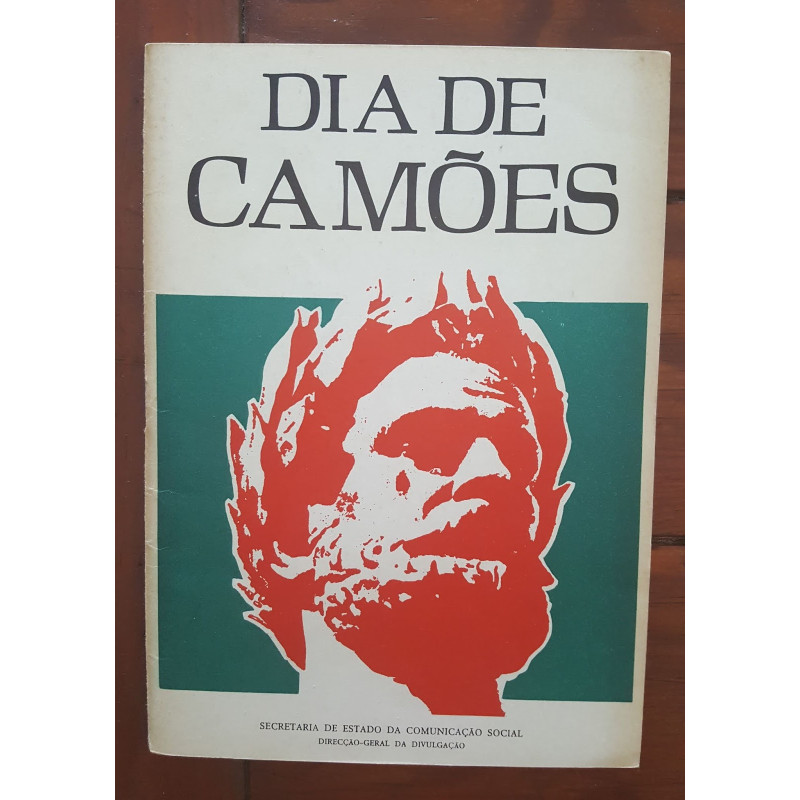 DIA DE
CAMÕES
SECRETARIA DE ESTADO DA COMUNICAÇÃO SOCIAL
DIRECÇÃO-GERAL DA DIVULGAÇÃO